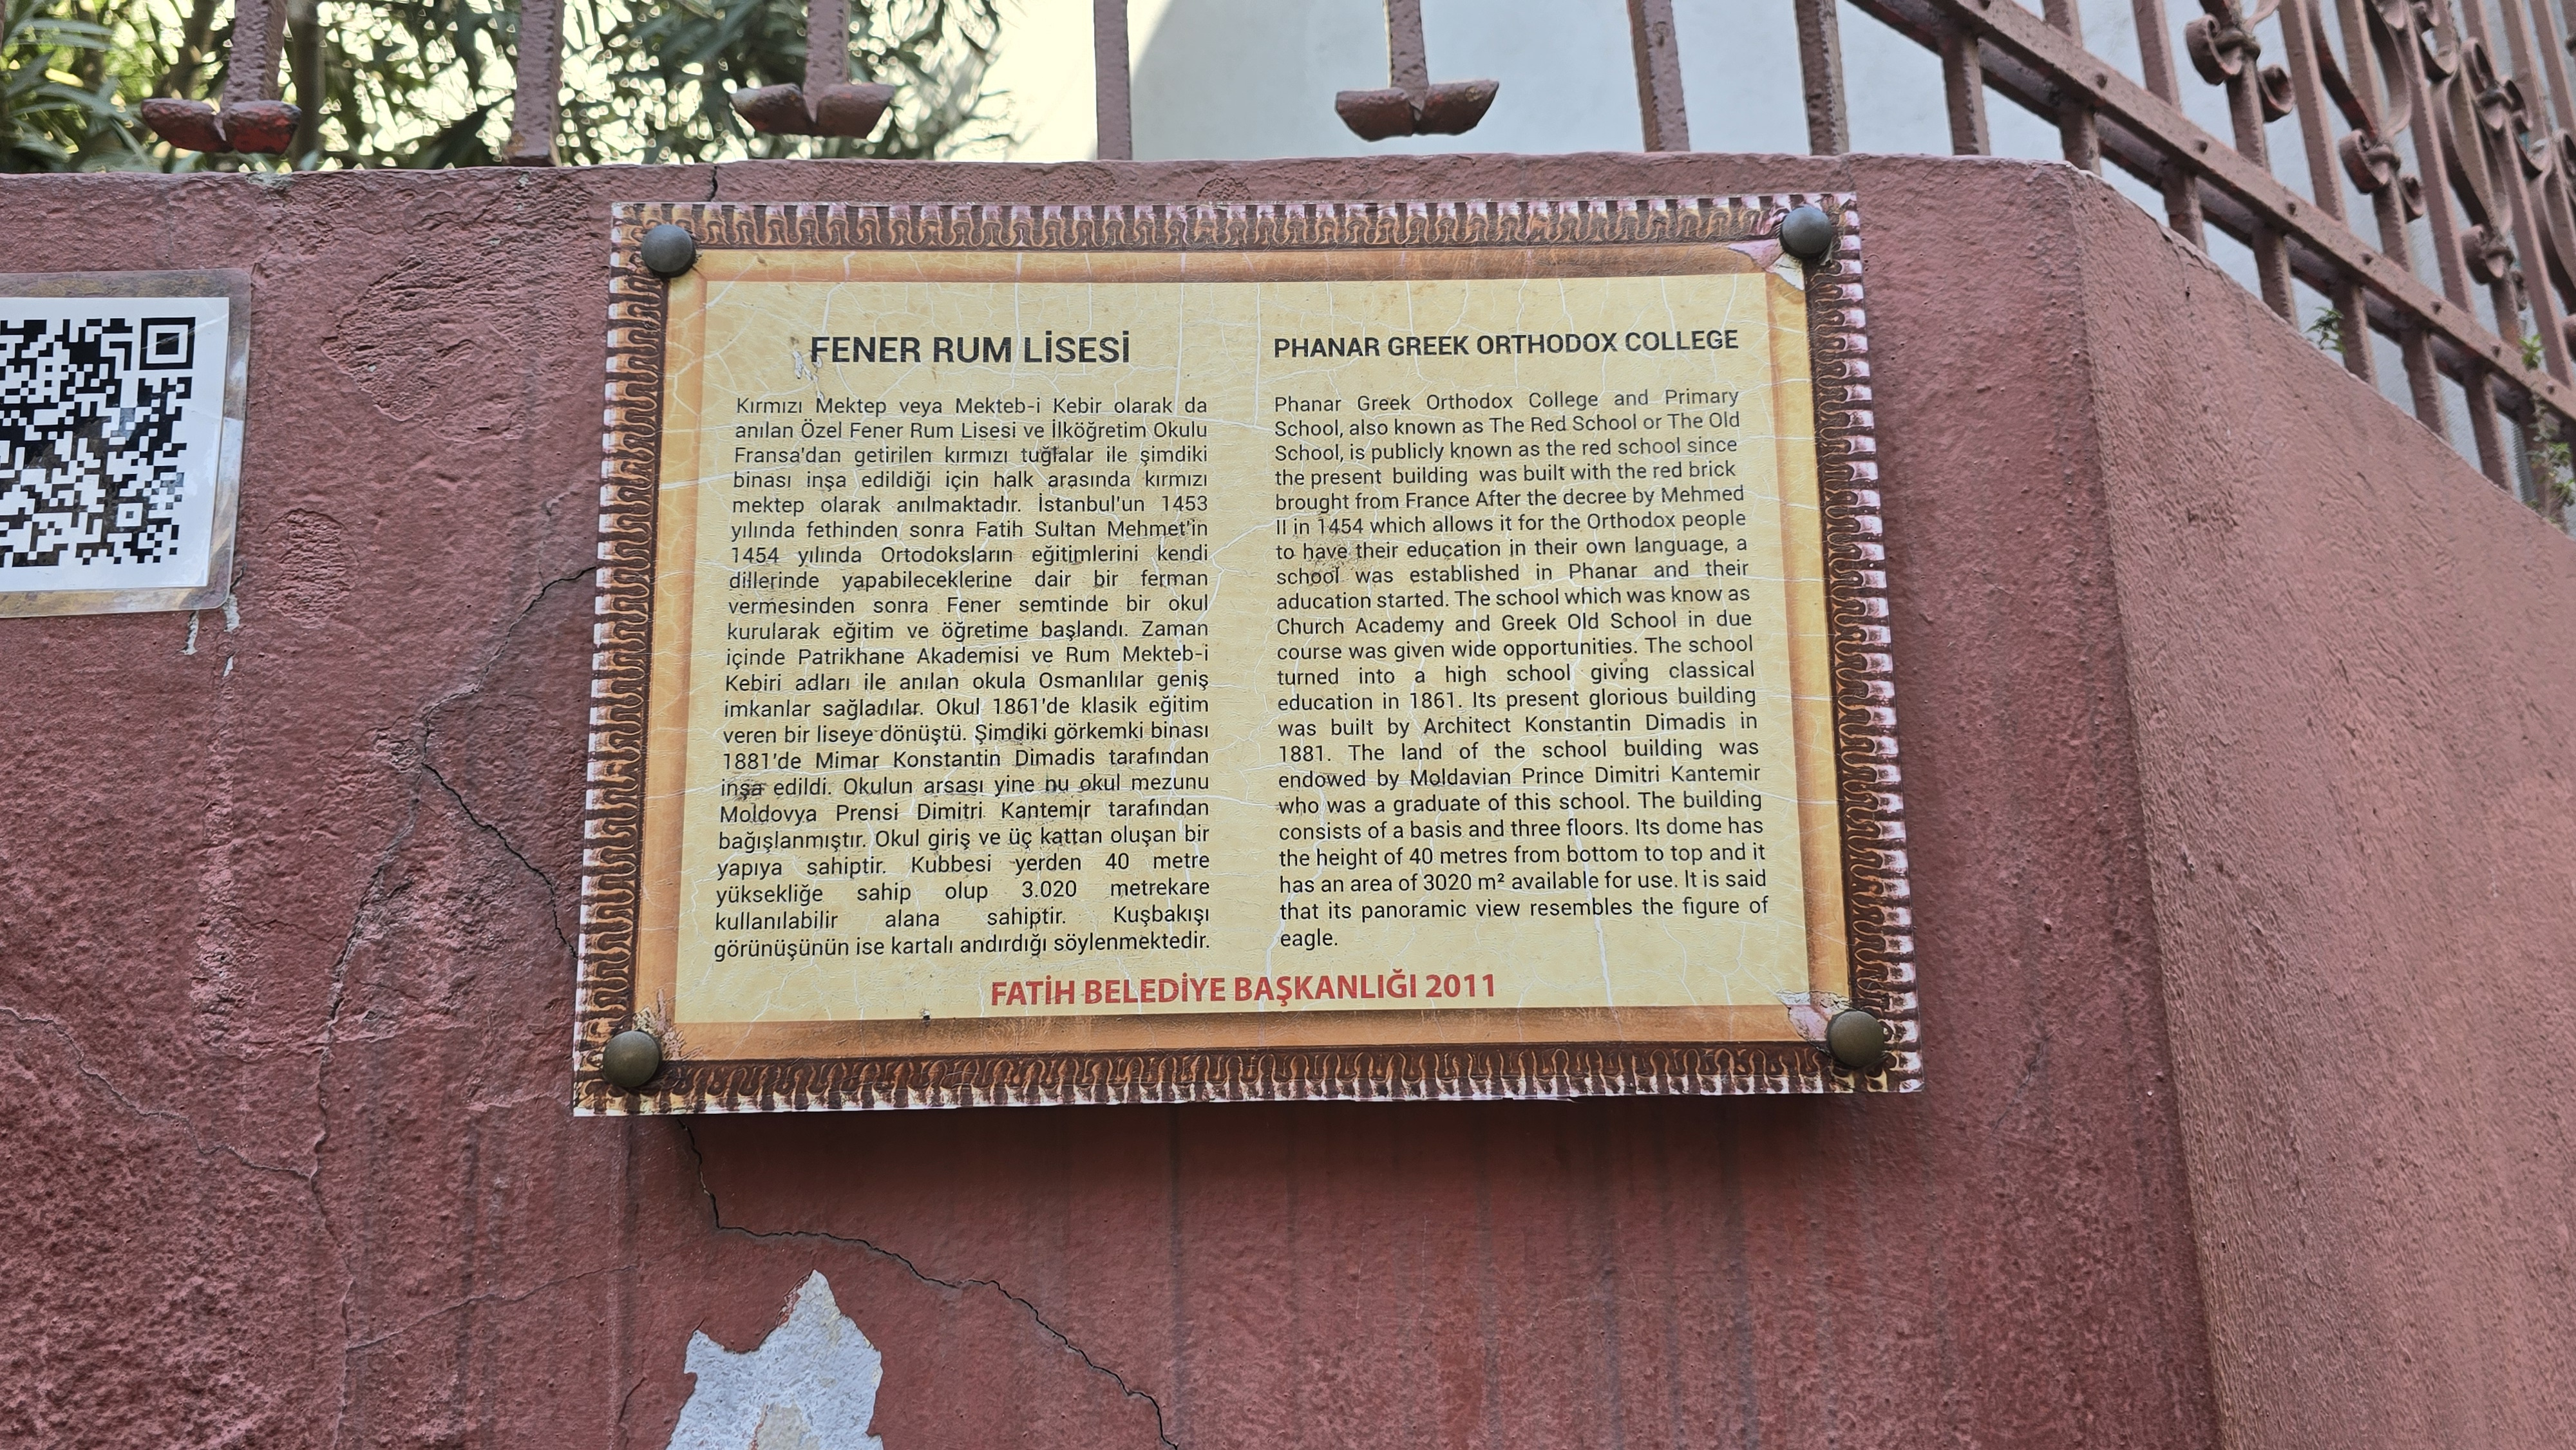 FENER RUM LİSESİ
Kırmızı Mektep veya Mekteb-i Kebir olarak da
anılan Özel Fener Rum Lisesi ve İlköğretim Okulu
Fransa'dan getirilen kırmızı tuğlalar ile şimdiki
binası inşa edildiği için halk arasında kırmızı
mektep olarak anılmaktadır. İstanbul'un 1453
yılında fethinden sonra Fatih Sultan Mehmet'in
1454 yılında Ortodoksların eğitimlerini kendi
dillerinde yapabileceklerine dair bir ferman
vermesinden sonra Fener semtinde bir okul
kurularak eğitim ve öğretime başlandı. Zaman
içinde Patrikhane Akademisi ve Rum Mekteb-i
Kebiri adları ile anılan okula Osmanlılar geniş
imkanlar sağladılar. Okul 1861'de klasik eğitim
veren bir liseye dönüştü. Şimdiki görkemki binası
1881'de Mimar Konstantin Dimadis tarafından
inşa edildi. Okulun arsası yine bu okul mezunu
Moldovya Prensi Dimitri Kantemir tarafından
bağışlanmıştır. Okul giriş ve üç kattan oluşan bir
yapıya sahiptir. Kubbesi yerden 40 metre
yüksekliğe sahip olup 3.020 metrekare
kullanılabilir alana sahiptir. Kuşbakışı
görünüşünün ise kartalı andırdığı söylenmektedir.
PHANAR GREEK ORTHODOX COLLEGE
Phanar Greek Orthodox College and Primary
School, also known as The Red School or The Old
School, is publicly known as the red school since
the present building was built with the red brick
brought from France After the decree by Mehmed
II in 1454 which allows it for the Orthodox people
to have their education in their own language, a
school was established in Phanar and their
aducation started. The school which was know as
Church Academy and Greek Old School in due
course was given wide opportunities. The school
turned into a high school giving classical
education in 1861. Its present glorious building
was built by Architect Konstantin Dimadis in
1881. The land of the school building was
endowed by Moldavian Prince Dimitri Kantemir
who was a graduate of this school. The building
consists of a basis and three floors. Its dome has
the height of 40 metres from bottom to top and it
has an area of 3020 m² available for use. It is said
that its panoramic view resembles the figure of
eagle.
FATİH BELEDİYE BAŞKANLIĞI 2011